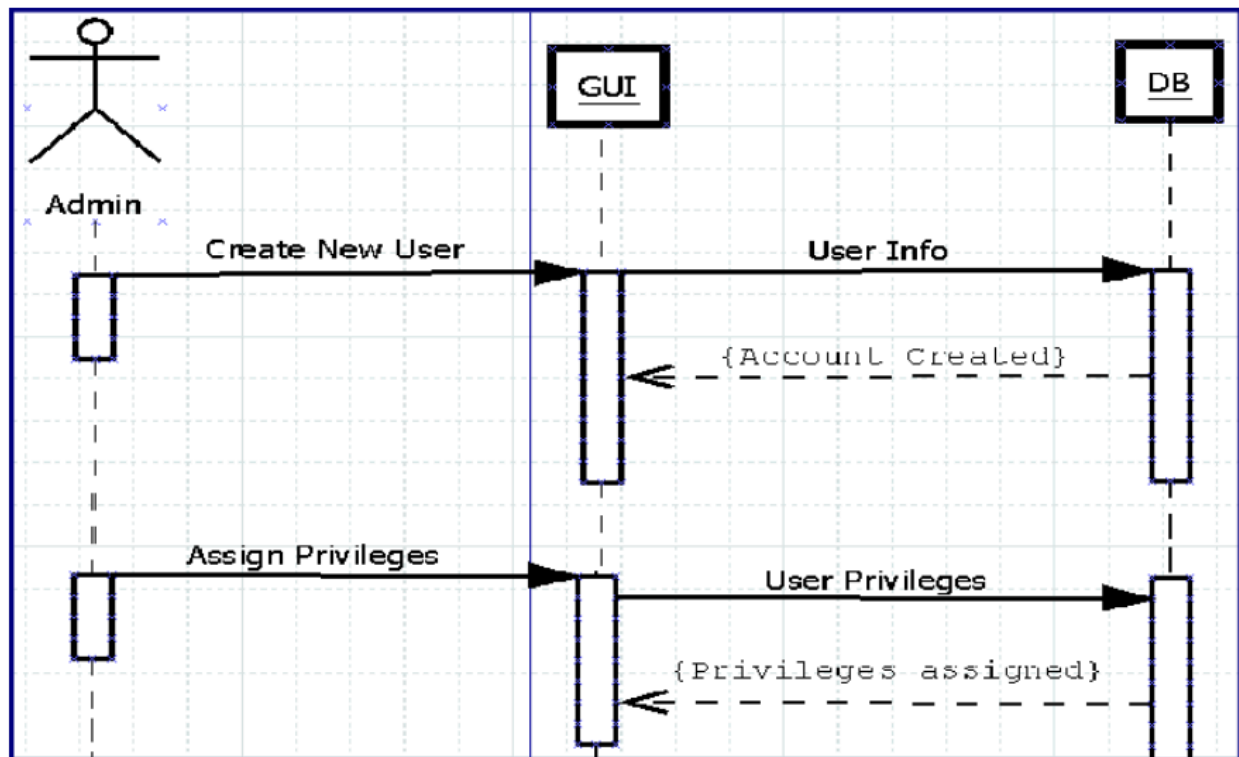 GUI
DB
Admin
Create New User
User Info
{Account Created}
Assign Privileges
User Privileges
{Privileges assigned}